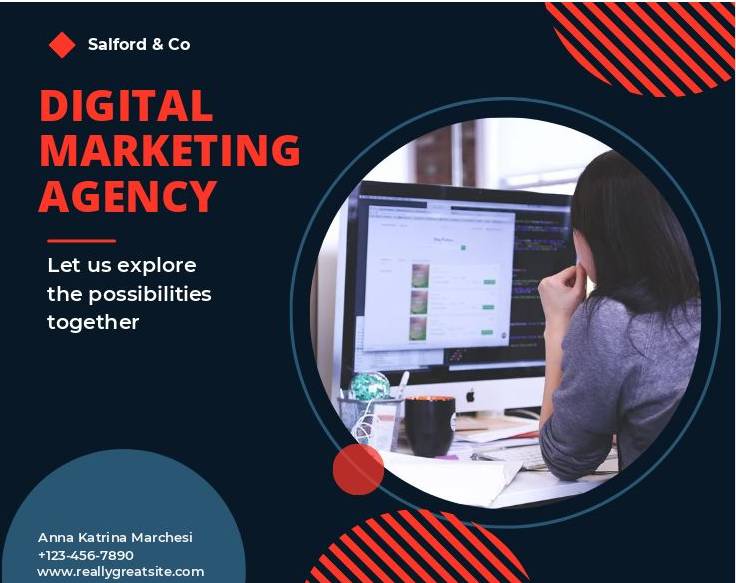 Salford & Co
DIGITAL
MARKETING
AGENCY
Let us explore
the possibilities
together
Anna Katrina Marchesi
+123-456-7890
www.reallygreatsite.com